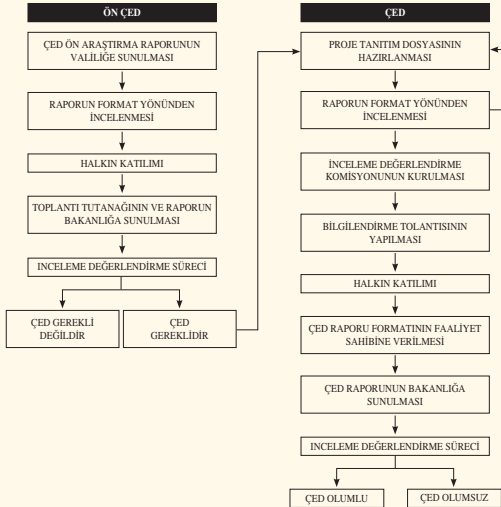 ÖN ÇED
ÇED ÖN ARAŞTIRMA RAPORUNUN
VALİLİĞE SUNULMASI
RAPORUN FORMAT YÖNÜNDEN
İNCELENMESİ
HALKIN KATILIMI
TOPLANTI TUTANAĞININ VE RAPORUN
BAKANLIĞA SUNULMASI
INCELEME DEĞERLENDİRME SÜRECİ
ÇED GEREKLİ
DEĞİLDİR
ÇED
GEREKLİDİR
ÇED
PROJE TANITIM DOSYASININ
HAZIRLANMASI
RAPORUN FORMAT YÖNÜNDEN
İNCELENMESİ
İNCELEME DEĞERLENDİRME
KOMİSYONUNUN KURULMASI
BİLGİLENDİRME TOLANTISININ
YAPILMASI
HALKIN KATILIMI
ÇED RAPORU FORMATININ FAALİYET
SAHİBİNE VERİLMESİ
ÇED RAPORUNUN BAKANLIĞA
SUNULMASI
INCELEME DEĞERLENDİRME SÜRECİ
ÇED OLUMLU
ÇED OLUMSUZ